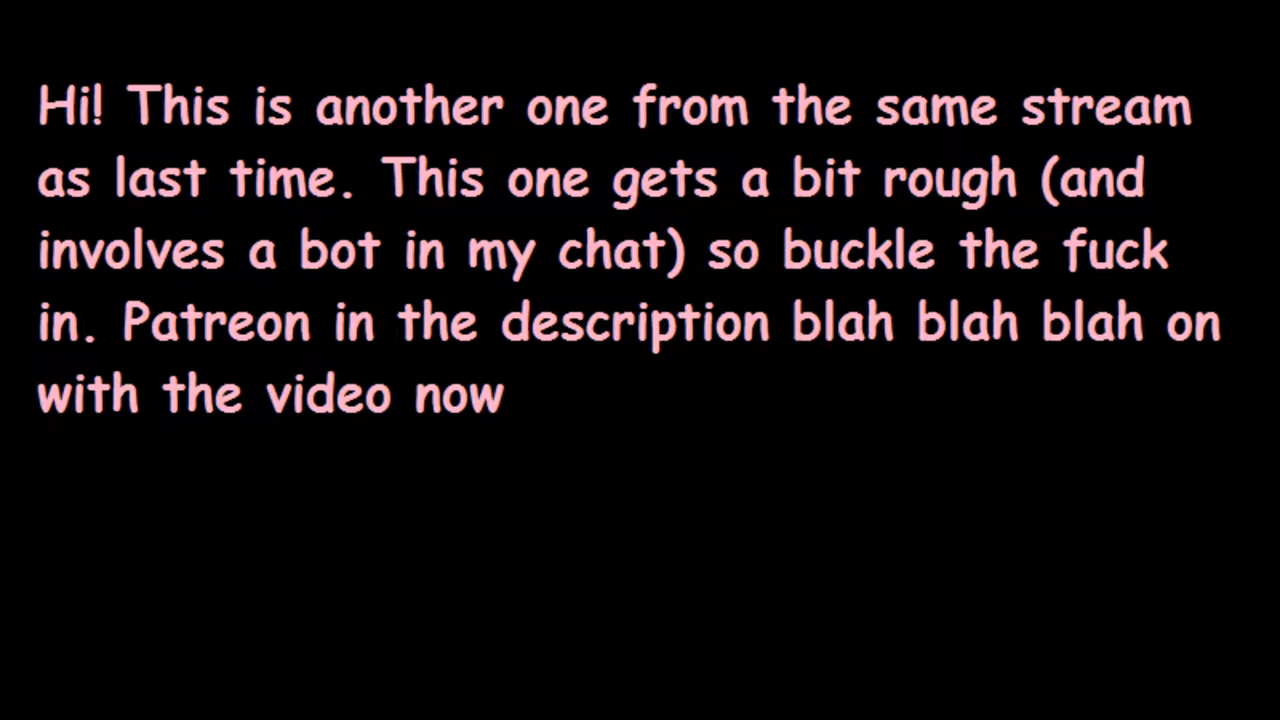 Hi! This is another one from the same stream
as last time. This one gets a bit rough (and
involves a bot in my chat) so buckle the fuck
in. Patreon in the description blah blah blah on
with the video now